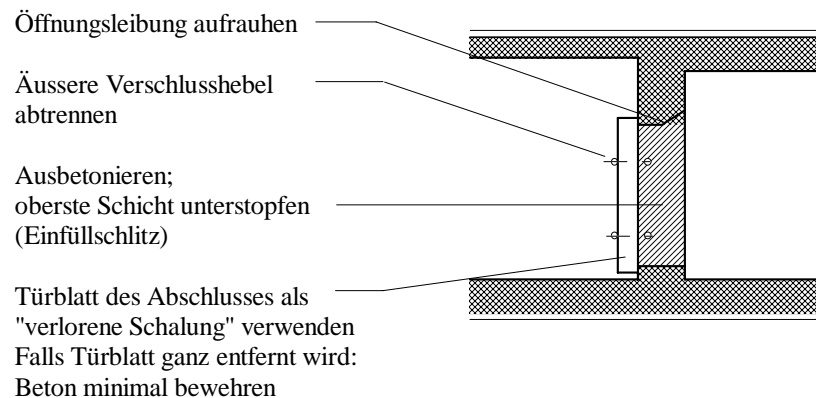 Öffnungsleibung aufrauhen
Äussere Verschlusshebel
abtrennen
Ausbetonieren;
oberste Schicht unterstopfen
(Einfüllschlitz)
Türblatt des Abschlusses als
"verlorene Schalung" verwenden
Falls Türblatt ganz entfernt wird:
Beton minimal bewehren